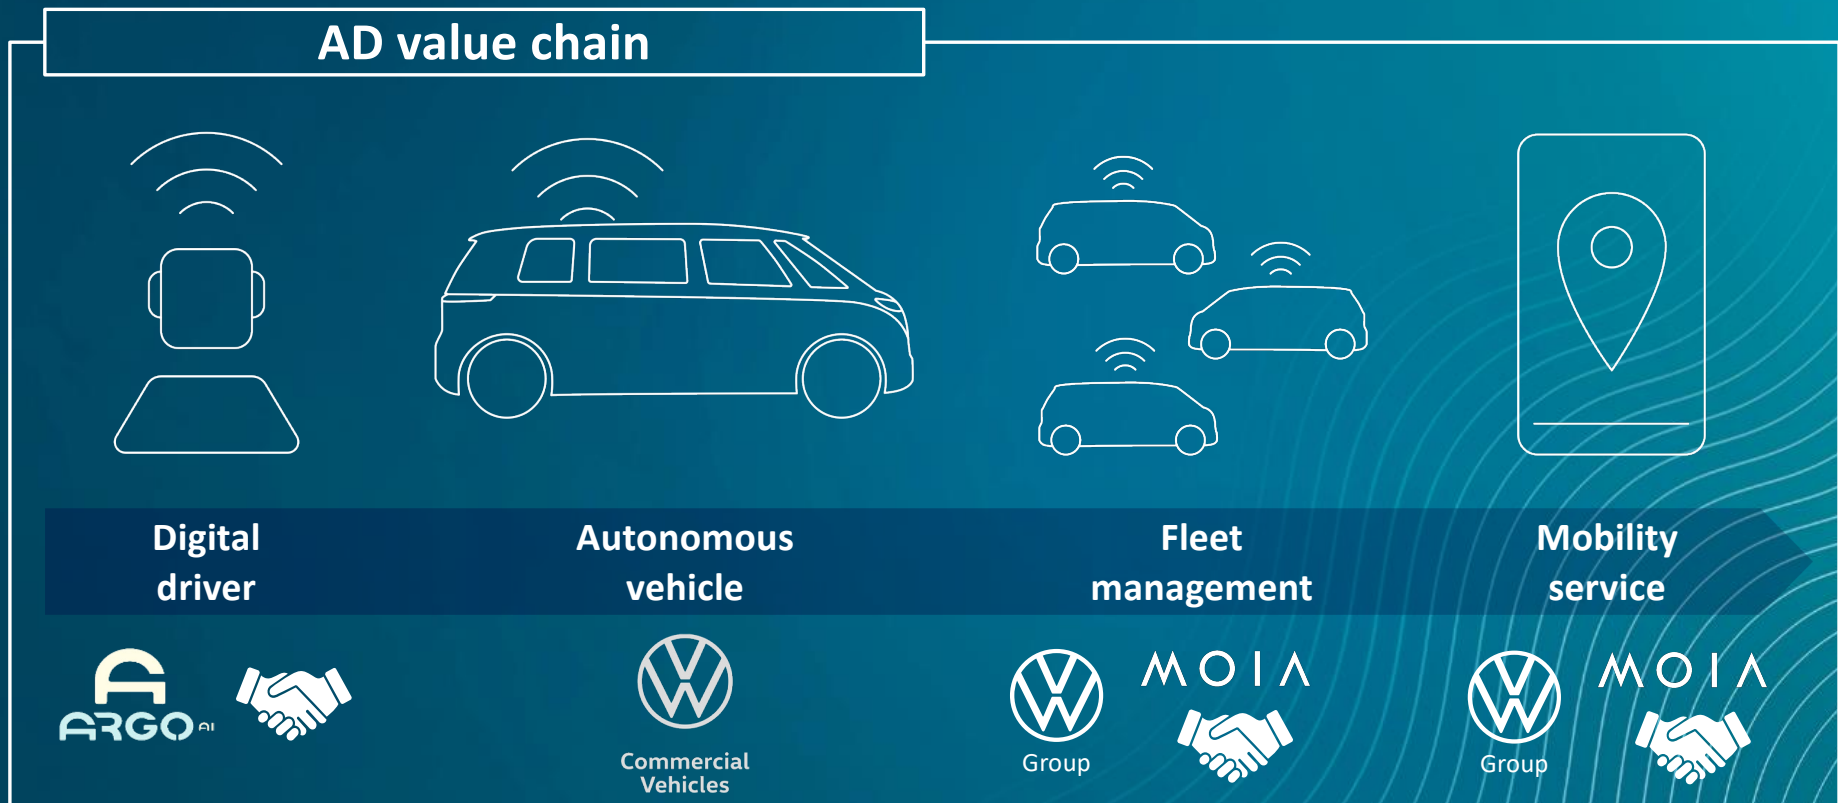 AD value chain
Digital
driver
Autonomous
vehicle
Fleet
management
Mobility
service
ARGO AI
Commercial
Vehicles
Group
MOIA
Group
MOIA